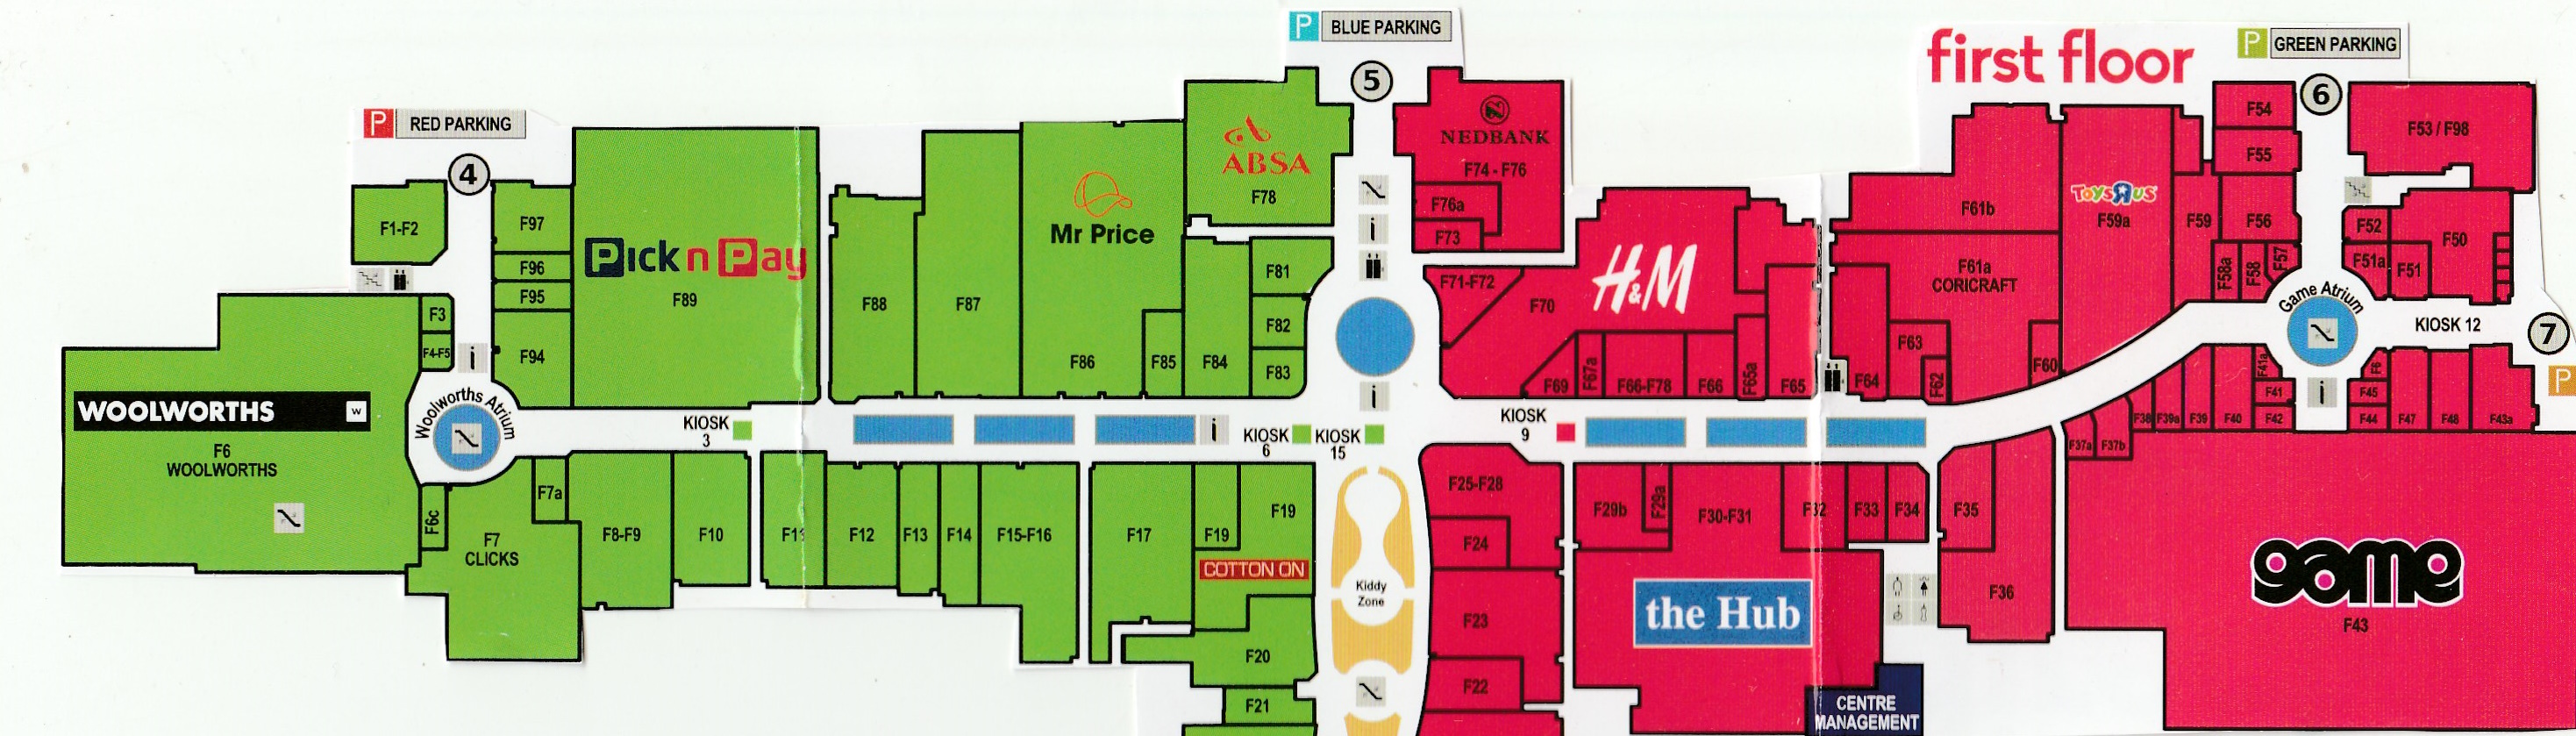 P BLUE PARKING
first floor
P GREEN PARKING
P RED PARKING
4
5
6
7
P
F1-F2
F97
F96
F95
F94
F3
F4-F5
i
Pick n Pay
F89
F88
F87
Mr Price
F86
F85
F84
ABSA
F78
F81
F82
F83
i
i
NEDBANK
F74 - F76
F76a
F73
F71-F72
F70
H&M
F69
F67a
F66-F78
F66
F65a
F65
F64
F63
F62
F61b
F61a
CORICRAFT
F60
TOYSRUS
F59a
F59
F54
F55
F56
F58a
F58
F57
F53 / F98
F52
F50
F51a
F51
Game Atrium
KIOSK 12
WOOLWORTHS W
F6
WOOLWORTHS
Woolworths Atrium
KIOSK
3
i
KIOSK
6
KIOSK
15
KIOSK
9
F6c
F7
CLICKS
F7a
F8-F9
F10
F11
F12
F13
F14
F15-F16
F17
F19
F19
COTTON ON
F20
F21
Kiddy
Zone
F25-F28
F24
F23
F22
F29b
F29a
F30-F31
F32
F33
F34
the Hub
CENTRE
MANAGEMENT
F35
F36
F37a
F37b
F38
F39a
F39
F40
F41a
F41
F42
i
F6
F45
F44
F47
F48
F43a
game
F43